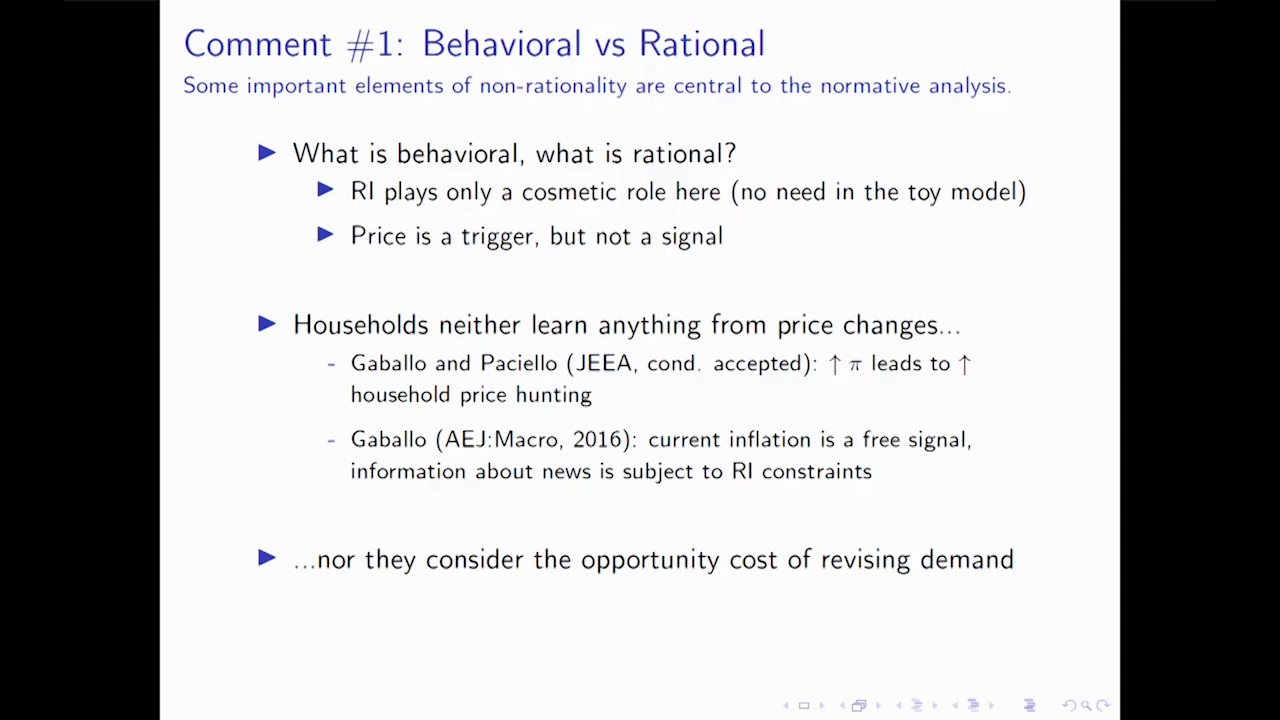 Comment #1: Behavioral vs Rational
Some important elements of non-rationality are central to the normative analysis.
What is behavioral, what is rational?
RI plays only a cosmetic role here (no need in the toy model)
Price is a trigger, but not a signal
Households neither learn anything from price changes...
- Gaballo and Paciello (JEEA, cond. accepted): ↑ π leads to ↑
household price hunting
- Gaballo (AEJ:Macro, 2016): current inflation is a free signal,
information about news is subject to RI constraints
...nor they consider the opportunity cost of revising demand